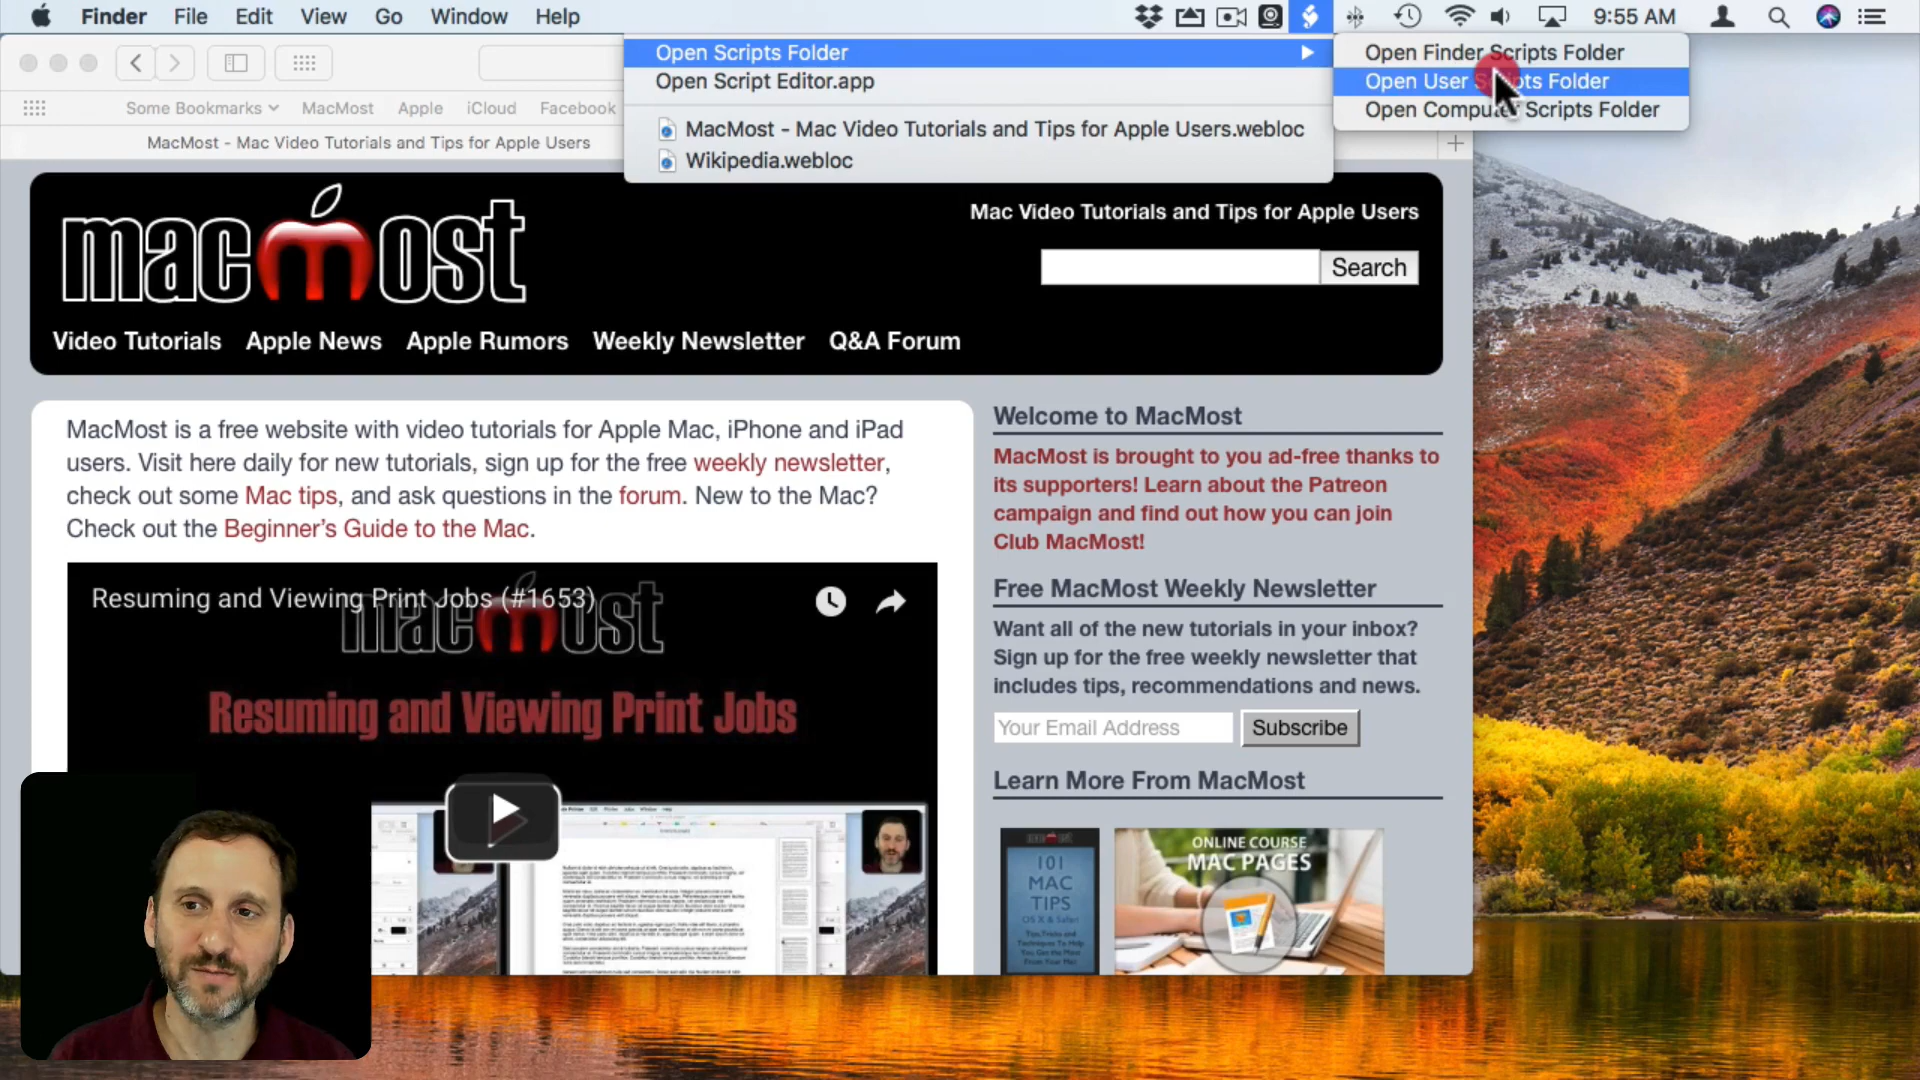 Finder File Edit View Go Window Help 9:55 AM
Open Scripts Folder
Open Script Editor.app
MacMost - Mac Video Tutorials and Tips for Apple Users.webloc
Wikipedia.webloc
Open Finder Scripts Folder
Open User Scripts Folder
Open Computer Scripts Folder
Some Bookmarks MacMost Apple iCloud Facebook
MacMost - Mac Video Tutorials and Tips for Apple Users
macmost
Mac Video Tutorials and Tips for Apple Users
Search
Video Tutorials Apple News Apple Rumors Weekly Newsletter Q&A Forum
MacMost is a free website with video tutorials for Apple Mac, iPhone and iPad
users. Visit here daily for new tutorials, sign up for the free weekly newsletter,
check out some Mac tips, and ask questions in the forum. New to the Mac?
Check out the Beginner's Guide to the Mac.
Resuming and Viewing Print Jobs (#1653)
macmost
Resuming and Viewing Print Jobs
Welcome to MacMost
MacMost is brought to you ad-free thanks to
its supporters! Learn about the Patreon
campaign and find out how you can join
Club MacMost!
Free MacMost Weekly Newsletter
Want all of the new tutorials in your inbox?
Sign up for the free weekly newsletter that
includes tips, recommendations and news.
Your Email Address Subscribe
Learn More From MacMost
101
MAC
TIPS
OS X & Safari
ONLINE COURSE
MAC PAGES